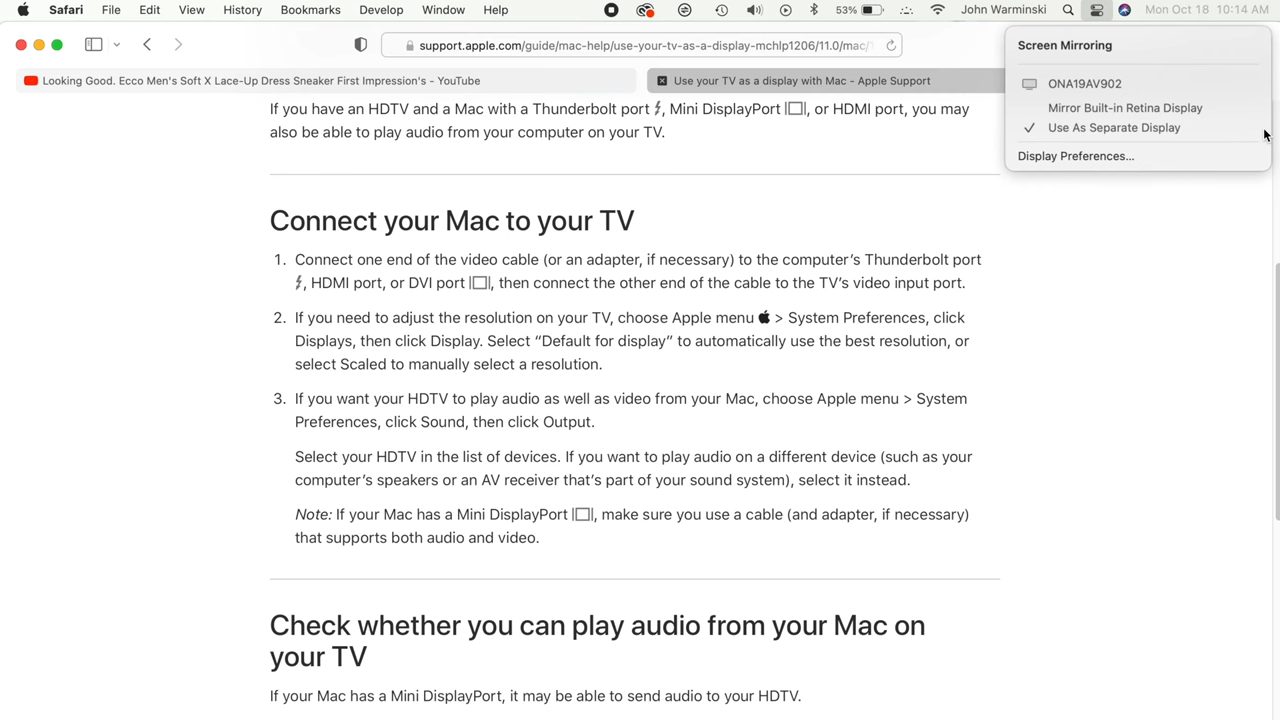 Safari File Edit View History Bookmarks Develop Window Help 53% John Warminski Mon Oct 18 10:14 AM
support.apple.com/guide/mac-help/use-your-tv-as-a-display-mchlp1206/11.0/mac/
Looking Good. Ecco Men's Soft X Lace-Up Dress Sneaker First Impression's - YouTube
Use your TV as a display with Mac - Apple Support
Screen Mirroring
ONA19AV902
Mirror Built-in Retina Display
✓ Use As Separate Display
Display Preferences...
If you have an HDTV and a Mac with a Thunderbolt port, Mini DisplayPort, or HDMI port, you may
also be able to play audio from your computer on your TV.
Connect your Mac to your TV
1. Connect one end of the video cable (or an adapter, if necessary) to the computer’s Thunderbolt port
, HDMI port, or DVI port, then connect the other end of the cable to the TV’s video input port.
2. If you need to adjust the resolution on your TV, choose Apple menu > System Preferences, click
Displays, then click Display. Select “Default for display” to automatically use the best resolution, or
select Scaled to manually select a resolution.
3. If you want your HDTV to play audio as well as video from your Mac, choose Apple menu > System
Preferences, click Sound, then click Output.
Select your HDTV in the list of devices. If you want to play audio on a different device (such as your
computer’s speakers or an AV receiver that’s part of your sound system), select it instead.
Note: If your Mac has a Mini DisplayPort, make sure you use a cable (and adapter, if necessary)
that supports both audio and video.
Check whether you can play audio from your Mac on
your TV
If your Mac has a Mini DisplayPort, it may be able to send audio to your HDTV.